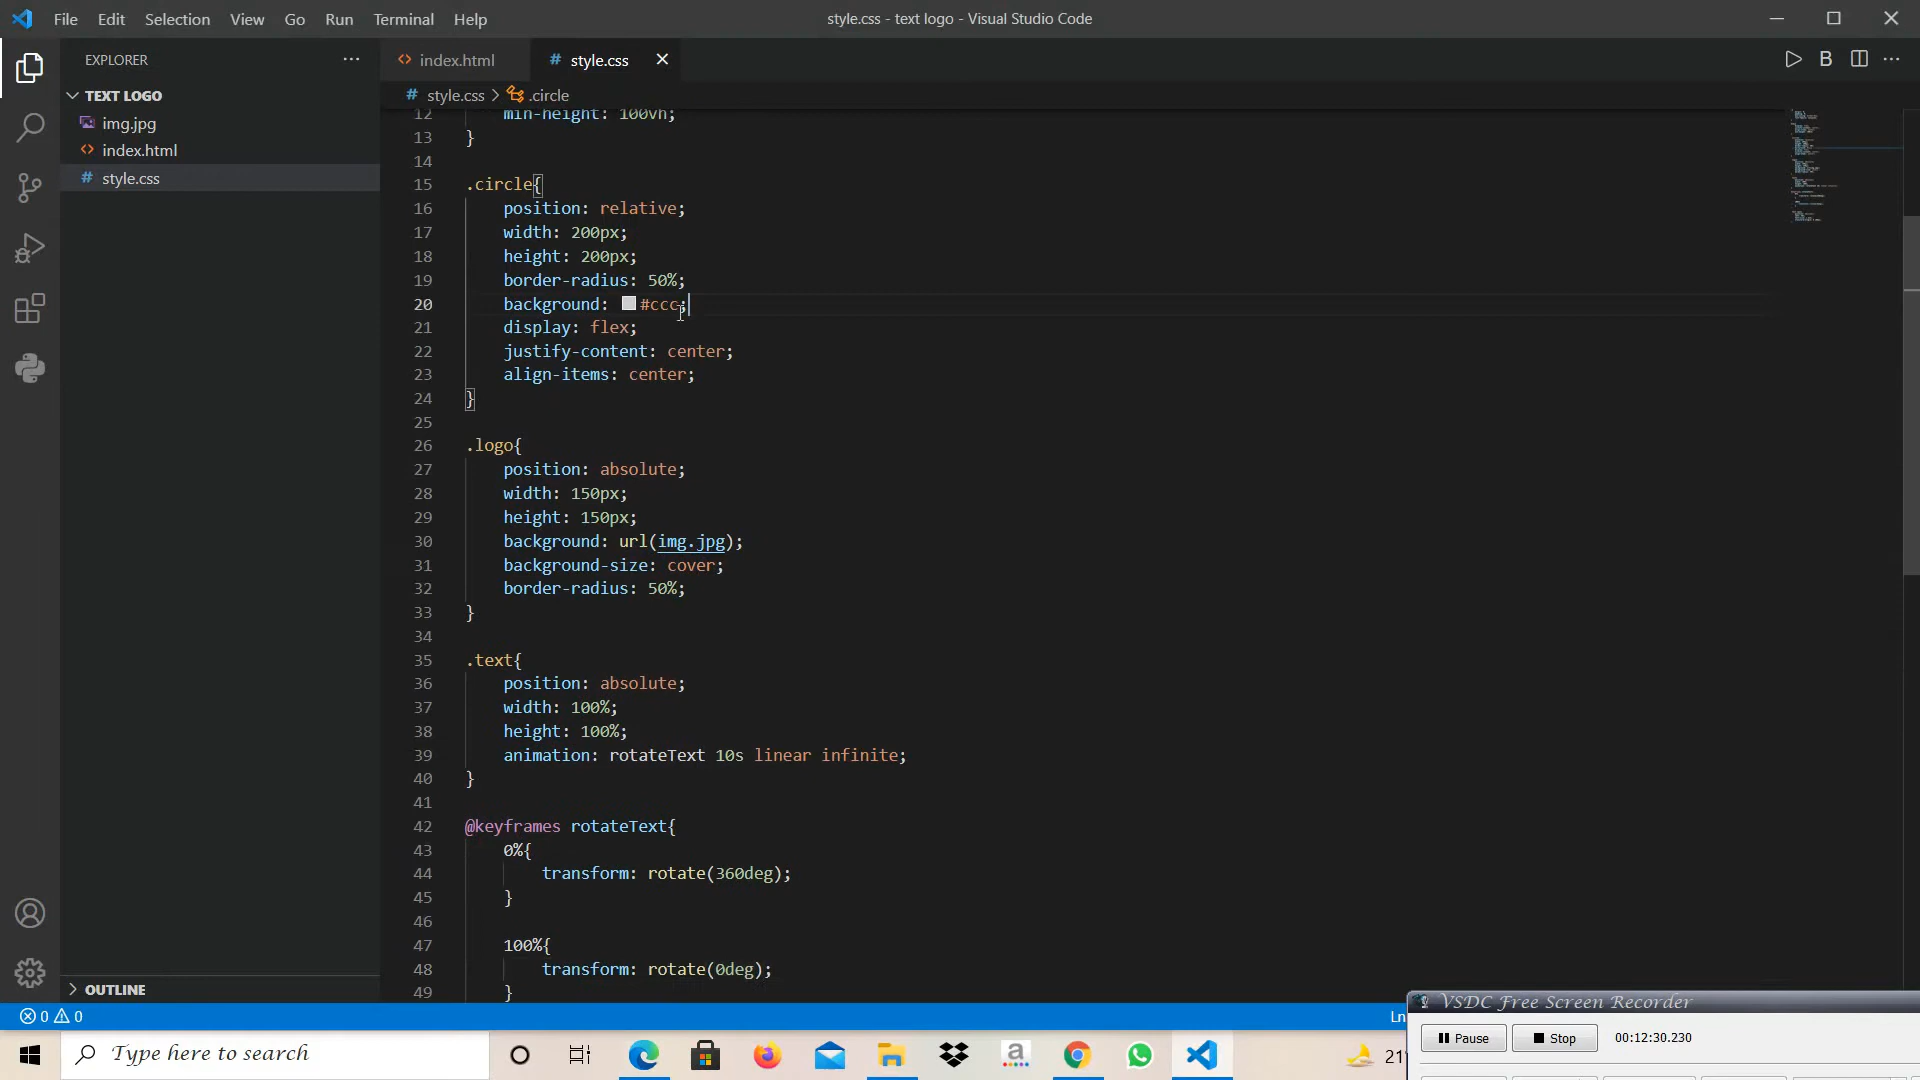 File Edit Selection View Go Run Terminal Help
style.css - text logo - Visual Studio Code
EXPLORER
index.html
style.css
TEXT LOGO
img.jpg
index.html
style.css
style.css > .circle
12 min-height: 100vh;
13 }
14
15 .circle{
16 position: relative;
17 width: 200px;
18 height: 200px;
19 border-radius: 50%;
20 background: #ccc;
21 display: flex;
22 justify-content: center;
23 align-items: center;
24 }
25
26 .logo{
27 position: absolute;
28 width: 150px;
29 height: 150px;
30 background: url(img.jpg);
31 background-size: cover;
32 border-radius: 50%;
33 }
34
35 .text{
36 position: absolute;
37 width: 100%;
38 height: 100%;
39 animation: rotateText 10s linear infinite;
40 }
41
42 @keyframes rotateText{
43 0%{
44 transform: rotate(360deg);
45 }
46
47 100%{
48 transform: rotate(0deg);
49 }
OUTLINE
0 0
Ln
VSDC Free Screen Recorder
Pause Stop 00:12:30.230
Type here to search
21°